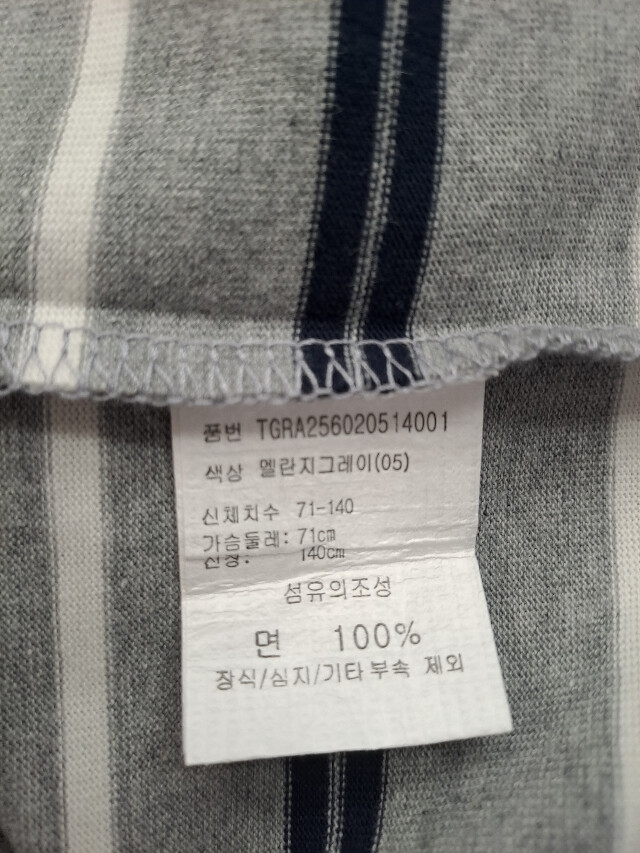 품번 TGRA256020514001
색상 멜란지그레이(05)
신체치수 71-140
가슴둘레: 71cm
신장: 140cm
섬유의조성
면 100%
장식/심지/기타부속 제외